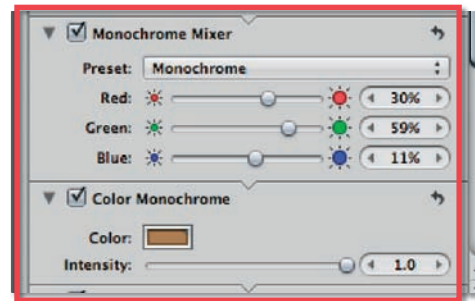 Monochrome Mixer
Preset: Monochrome
Red: 30%
Green: 59%
Blue: 11%
Color Monochrome
Color:
Intensity: 1.0